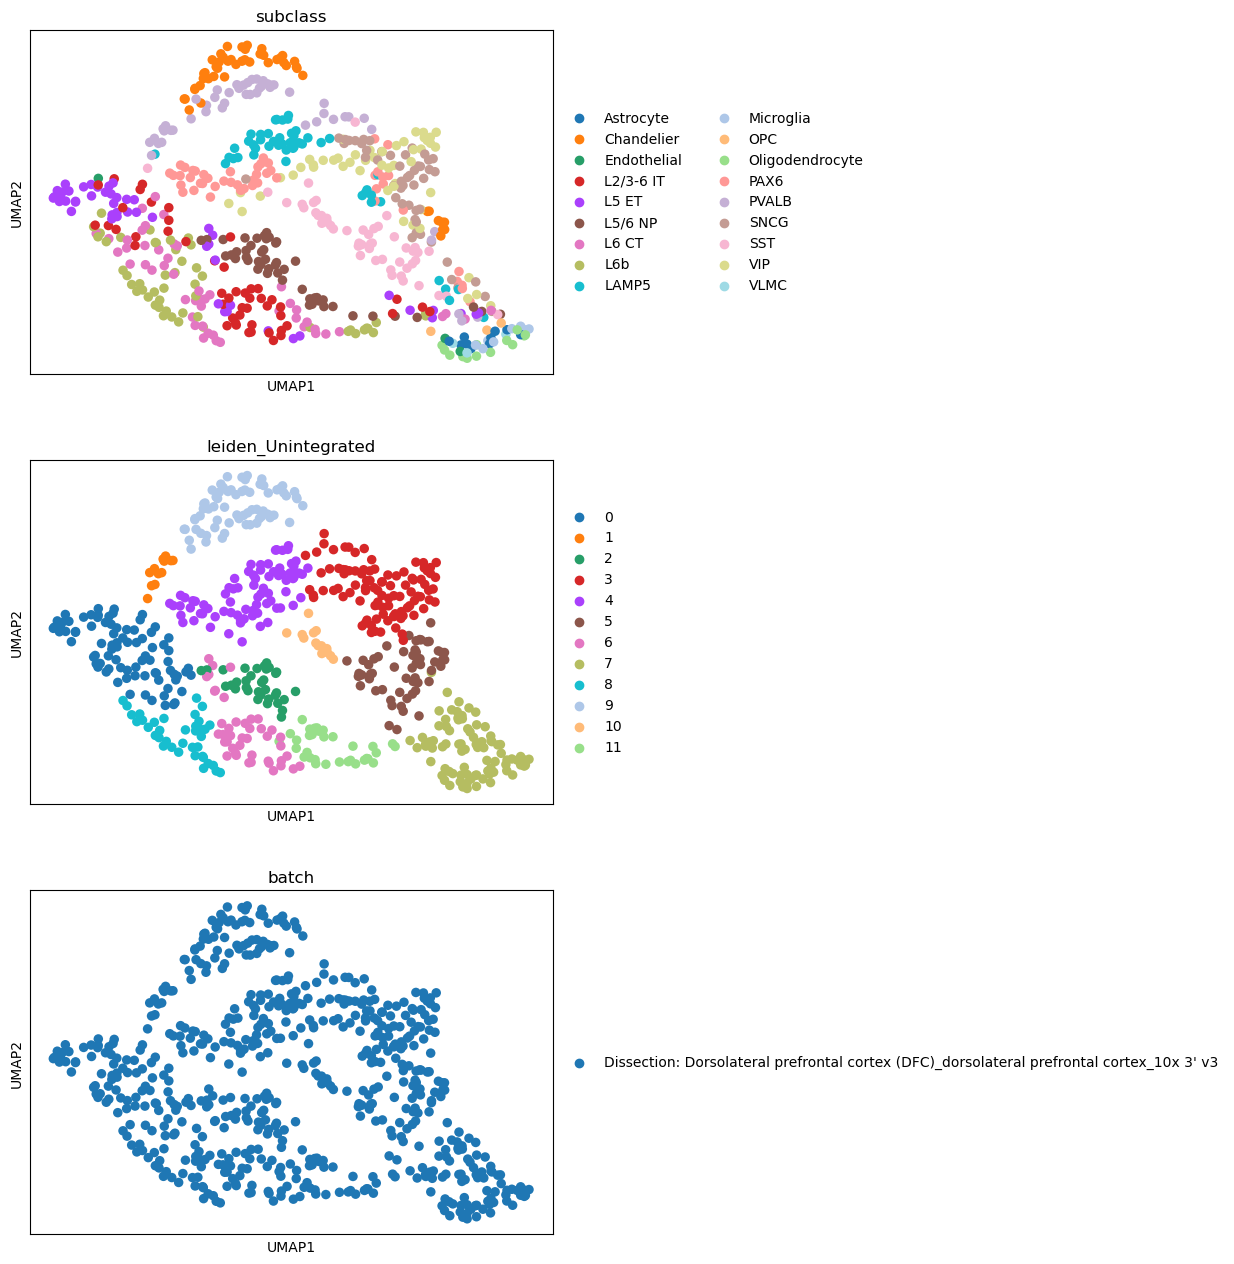 subclass
UMAP2
UMAP1
Astrocyte
Chandelier
Endothelial
L2/3-6 IT
L5 ET
L5/6 NP
L6 CT
L6b
LAMP5
Microglia
OPC
Oligodendrocyte
PAX6
PVALB
SNCG
SST
VIP
VLMC
leiden_Unintegrated
UMAP2
UMAP1
0
1
2
3
4
5
6
7
8
9
10
11
batch
UMAP2
UMAP1
Dissection: Dorsolateral prefrontal cortex (DFC)_dorsolateral prefrontal cortex_10x 3' v3